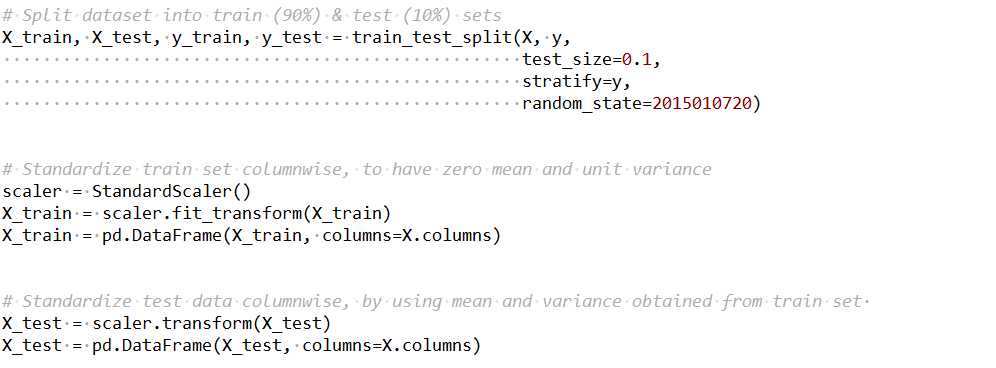 # Split dataset into train (90%) & test (10%) sets
X_train, X_test, y_train, y_test = train_test_split(X, y,
                                                    test_size=0.1,
                                                    stratify=y,
                                                    random_state=2015010720)
# Standardize train set columnwise, to have zero mean and unit variance
scaler = StandardScaler()
X_train = scaler.fit_transform(X_train)
X_train = pd.DataFrame(X_train, columns=X.columns)
# Standardize test data columnwise, by using mean and variance obtained from train set
X_test = scaler.transform(X_test)
X_test = pd.DataFrame(X_test, columns=X.columns)